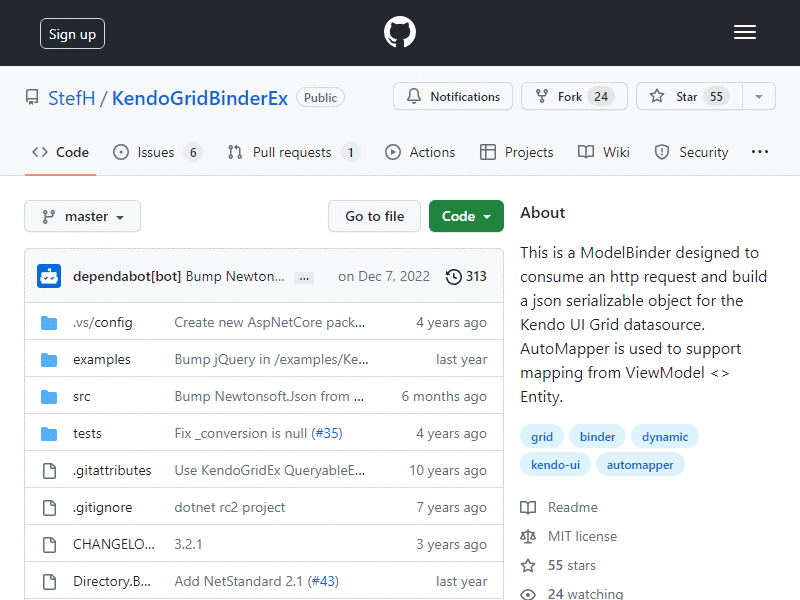 Sign up
StefH / KendoGridBinderEx Public
Notifications Fork 24 Star 55
Code Issues 6 Pull requests 1 Actions Projects Wiki Security
master Go to file Code
dependabot[bot] Bump Newton... ... on Dec 7, 2022 313
.vs/config Create new AspNetCore pack... 4 years ago
examples Bump jQuery in /examples/Ke... last year
src Bump Newtonsoft.Json from ... 6 months ago
tests Fix _conversion is null (#35) 4 years ago
.gitattributes Use KendoGridEx QueryableE... 10 years ago
.gitignore dotnet rc2 project 7 years ago
CHANGELO... 3.2.1 3 years ago
Directory.B... Add NetStandard 2.1 (#43) last year
About
This is a ModelBinder designed to
consume an http request and build
a json serializable object for the
Kendo UI Grid datasource.
AutoMapper is used to support
mapping from ViewModel <>
Entity.
grid binder dynamic
kendo-ui automapper
Readme
MIT license
55 stars
24 watching